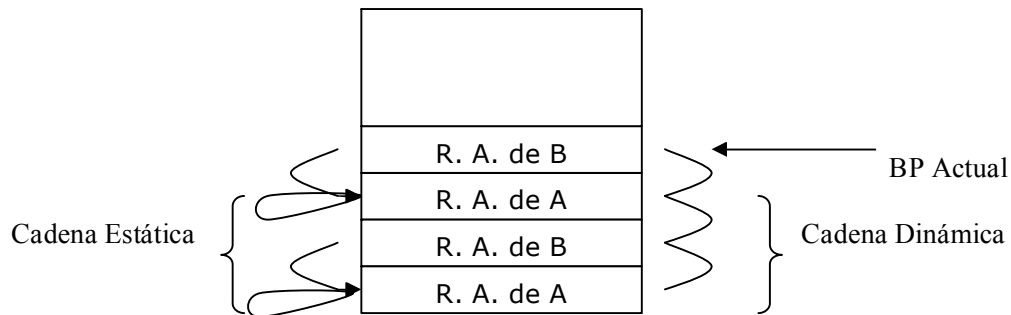 R. A. de B
BP Actual
R. A. de A
Cadena Estática
R. A. de B
Cadena Dinámica
R. A. de A